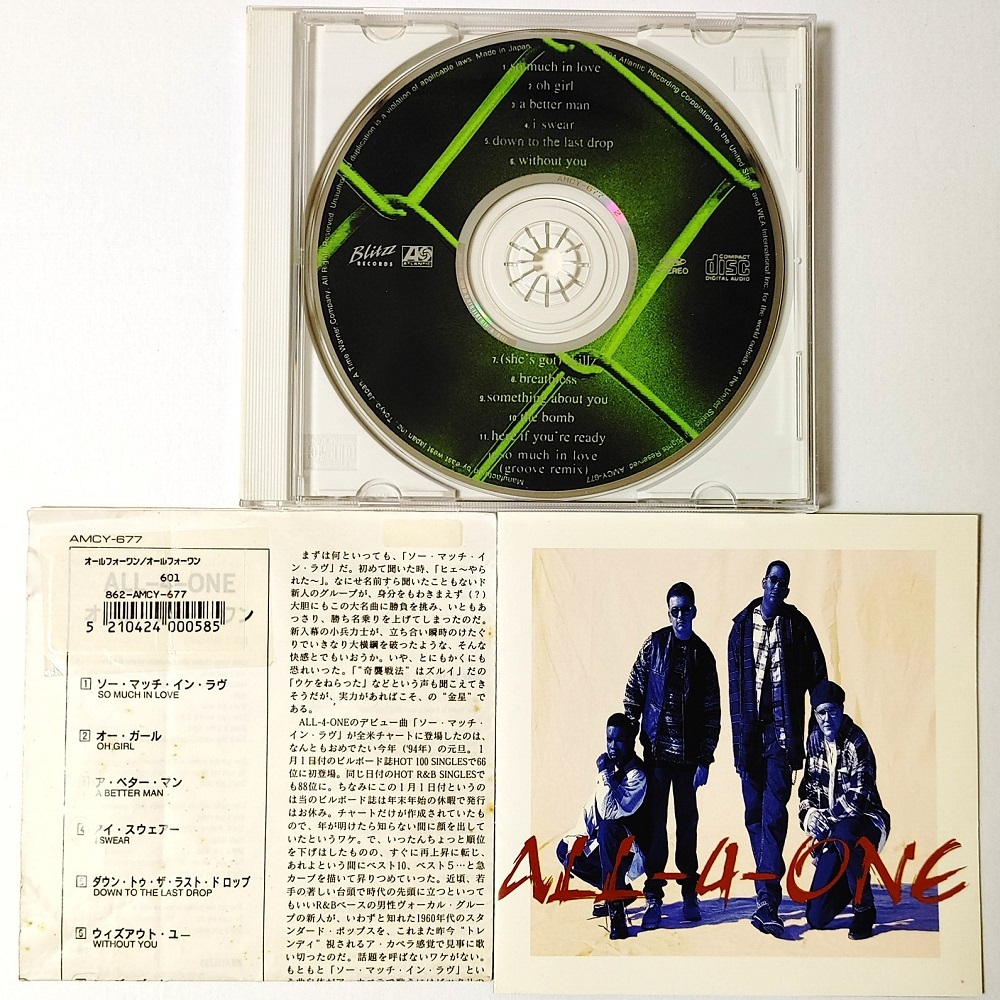 1. so much in love
2. oh girl
3. a better man
4. i swear
5. down to the last drop
6. without you
AMCY-677
Blitz
RECORDS
ATLANTIC
COMPACT
disc
DIGITAL AUDIO
7. (she's got)
8. breathless
9. something about you
10. the bomb
11. here if you're ready
so much in love
(groove remix)
AMCY-677
オールフォーワン/オールフォーワン
601
ALL-4-ONE
862-AMCY-677
5 210424 000585
1 ソー・マッチ・イン・ラヴ
SO MUCH IN LOVE
2 オー・ガール
OH GIRL
ア・ベター・マン
A BETTER MAN
4 アイ・スウェアー
I SWEAR
ダウン・トゥ・ザ・ラスト・ドロップ
DOWN TO THE LAST DROP
ウィズアウト・ユー
WITHOUT YOU
まずは何といっても、「ソー・マッチ・イ
ン・ラヴ」だ。初めて聞いた時、「ヒェ〜やら
れた〜」。なにせ名前すら聞いたこともないド
新人のグループが、身分をもわきまえず(?)
大胆にもこの大名曲に勝負を挑み、いともあ
っさり、勝ち名乗りを上げてしまったのだ。
新入幕の小兵力士が、立ち合い瞬時のけたぐ
りでいきなり大横綱を破ったような、そんな
快感とでもいおうか。いや、とにもかくにも
恐れいった。「"奇襲戦法"はズルイ」だの
「ウケをねらった」などという声も聞こえてき
そうだが、実力があればこそ、の"金星"で
ある。
ALL-4-ONEのデビュー曲「ソー・マッチ・
イン・ラヴ」が全米チャートに登場したのは、
なんともおめでたい今年('94年)の元旦。1
月1日付のビルボード誌HOT 100 SINGLESで66
位に初登場。同じ日付のHOT R&B SINGLESで
も88位に。ちなみにこの1月1日付というの
は当のビルボード誌は年末年始の休暇で発行
はお休み。チャートだけが作成されていたも
ので、年が明けたら知らない間に顔を出して
いたというワケ。で、いったんちょっと順位
を下げはしたものの、すぐに再上昇に転じ、
あれよという間にベスト10、ベスト5…と急
カーブを描いて昇りつめていった。近頃、若
手の著しい台頭で時代の先頭に立つといって
もいいR&Bベースの男性ヴォーカル・グルー
プの新人が、いわずと知れた1960年代のスタ
ンダード・ポップスを、これまた昨今"トレ
ンディ"視されるア・カペラ感覚で見事に歌
い切ったのだ。話題を呼ばないワケがない。
もともと「ソー・マッチ・イン・ラヴ」とい
ALL-4-ONE